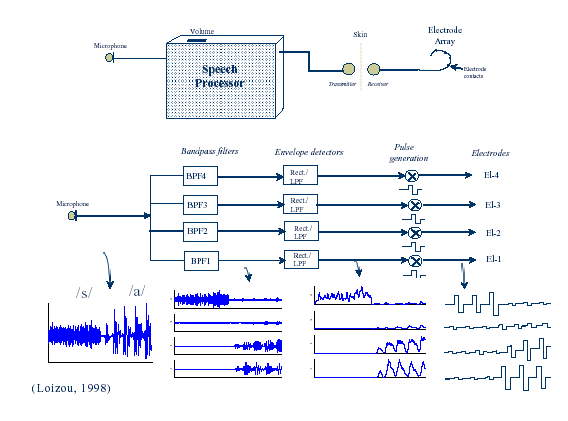 Volume
Microphone
Speech
Processor
Skin
Electrode
Array
Electrode
contacts
Transmitter
Receiver
Bandpass filters
Envelope detectors
Pulse
generation
Electrodes
BPF4
Rect./
LPF
El-4
Microphone
BPF3
Rect./
LPF
El-3
BPF2
Rect./
LPF
El-2
BPF1
Rect./
LPF
El-1
/s/
/a/
(Loizou, 1998)